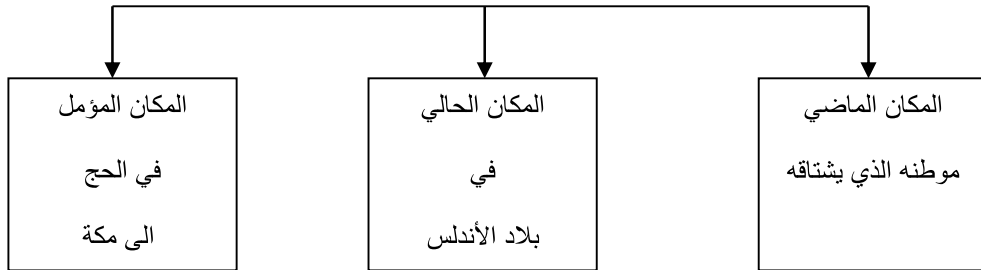 المكان الماضي
موطنه الذي يشتاقه
المكان الحالي
في
بلاد الأندلس
المكان المؤمل
في الحج
الى مكة